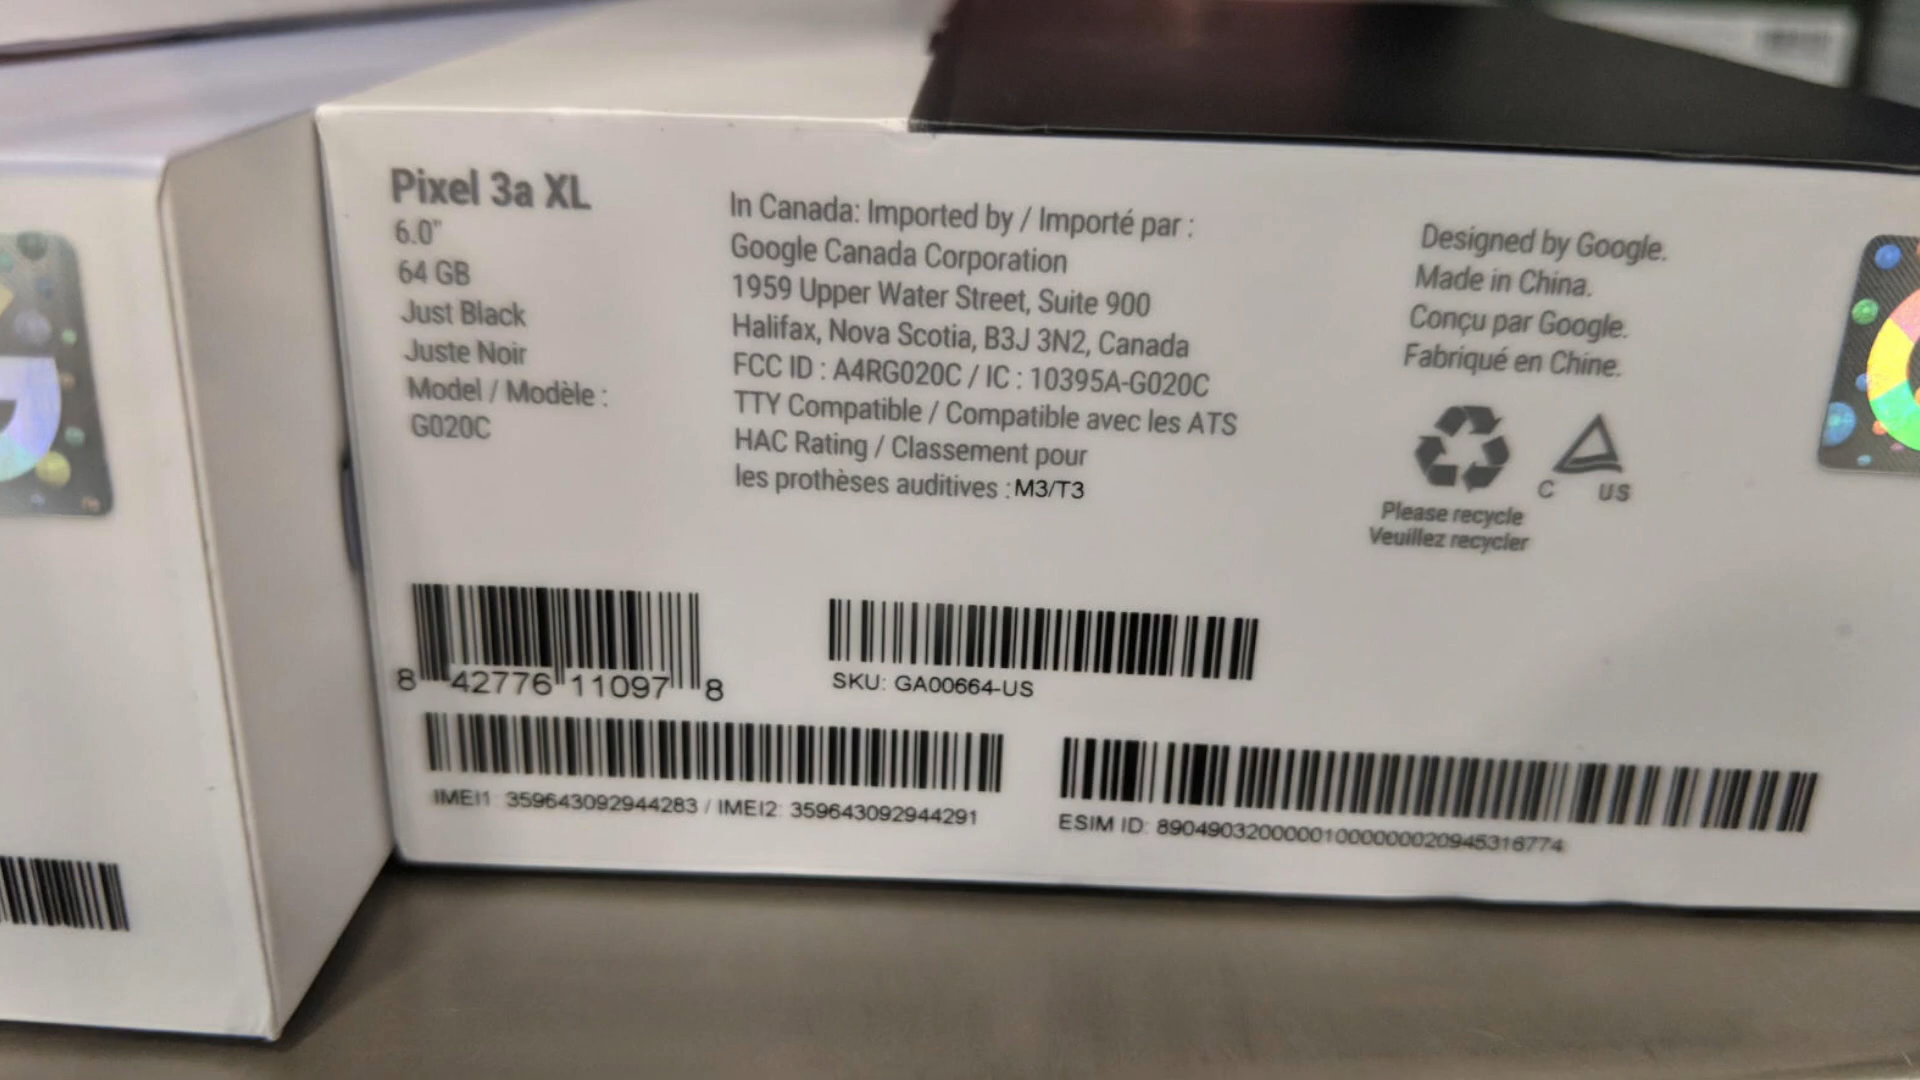 Pixel 3a XL
6.0"
64 GB
Just Black
Juste Noir
Model / Modèle :
G020C
In Canada: Imported by / Importé par :
Google Canada Corporation
1959 Upper Water Street, Suite 900
Halifax, Nova Scotia, B3J 3N2, Canada
FCC ID : A4RG020C / IC : 10395A-G020C
TTY Compatible / Compatible avec les ATS
HAC Rating / Classement pour
les prothèses auditives : M3/T3
Designed by Google.
Made in China.
Conçu par Google.
Fabriqué en Chine.
C US
Please recycle
Veuillez recycler
8 42776 11097 8
SKU: GA00664-US
IMEI1: 359643092944283 / IMEI2: 359643092944291
ESIM ID: 89049032000001000000020945316774